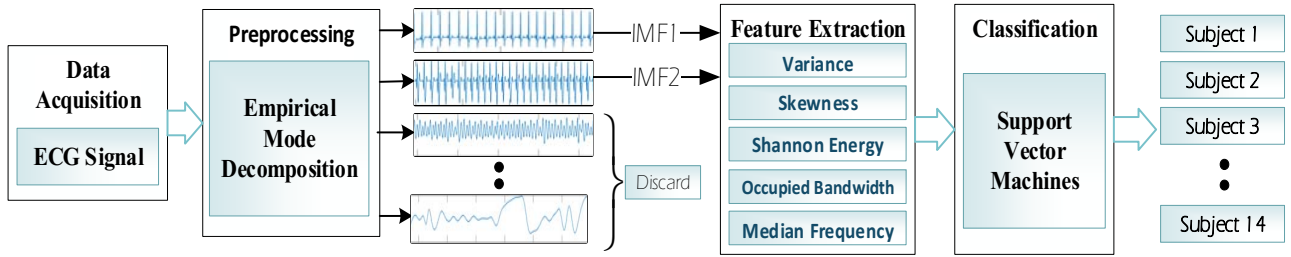 Data
Acquisition
ECG Signal
Preprocessing
Empirical
Mode
Decomposition
IMF1
IMF2
Discard
Feature Extraction
Variance
Skewness
Shannon Energy
Occupied Bandwidth
Median Frequency
Classification
Support
Vector
Machines
Subject 1
Subject 2
Subject 3
Subject 14